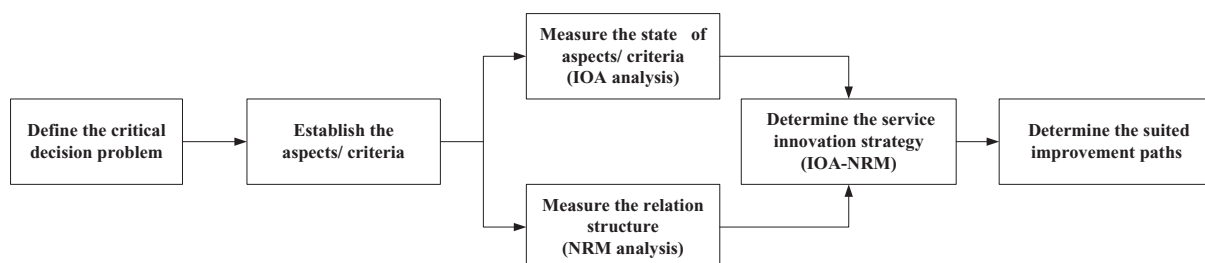 Define the critical
decision problem
Establish the
aspects/ criteria
Measure the state of
aspects/ criteria
(IOA analysis)
Measure the relation
structure
(NRM analysis)
Determine the service
innovation strategy
(IOA-NRM)
Determine the suited
improvement paths